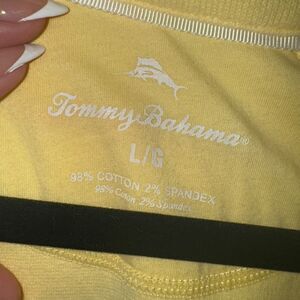 Tommy Bahama®
L/G
98% COTTON 2% SPANDEX
98% Coton, 2% Spandex